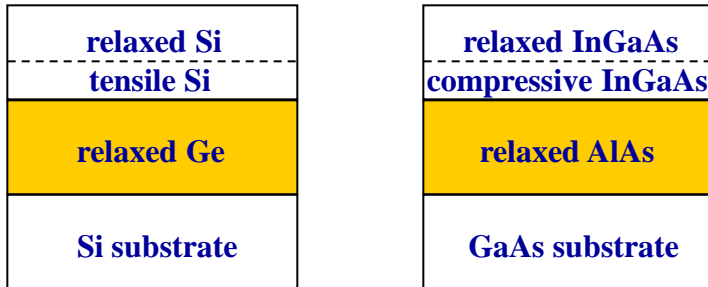 relaxed Si
tensile Si
relaxed Ge
Si substrate
relaxed InGaAs
compressive InGaAs
relaxed AlAs
GaAs substrate